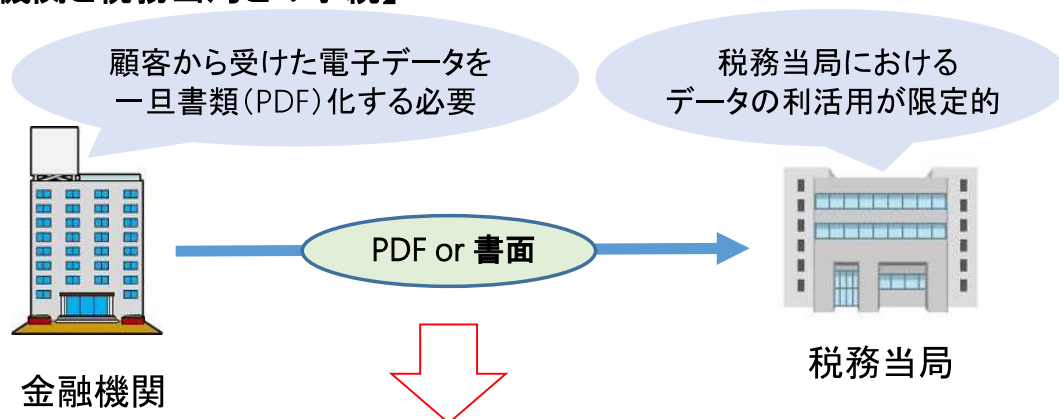 顧客から受けた電子データを
一旦書類（PDF）化する必要
税務当局における
データの利活用が限定的
PDF or 書面
金融機関
税務当局